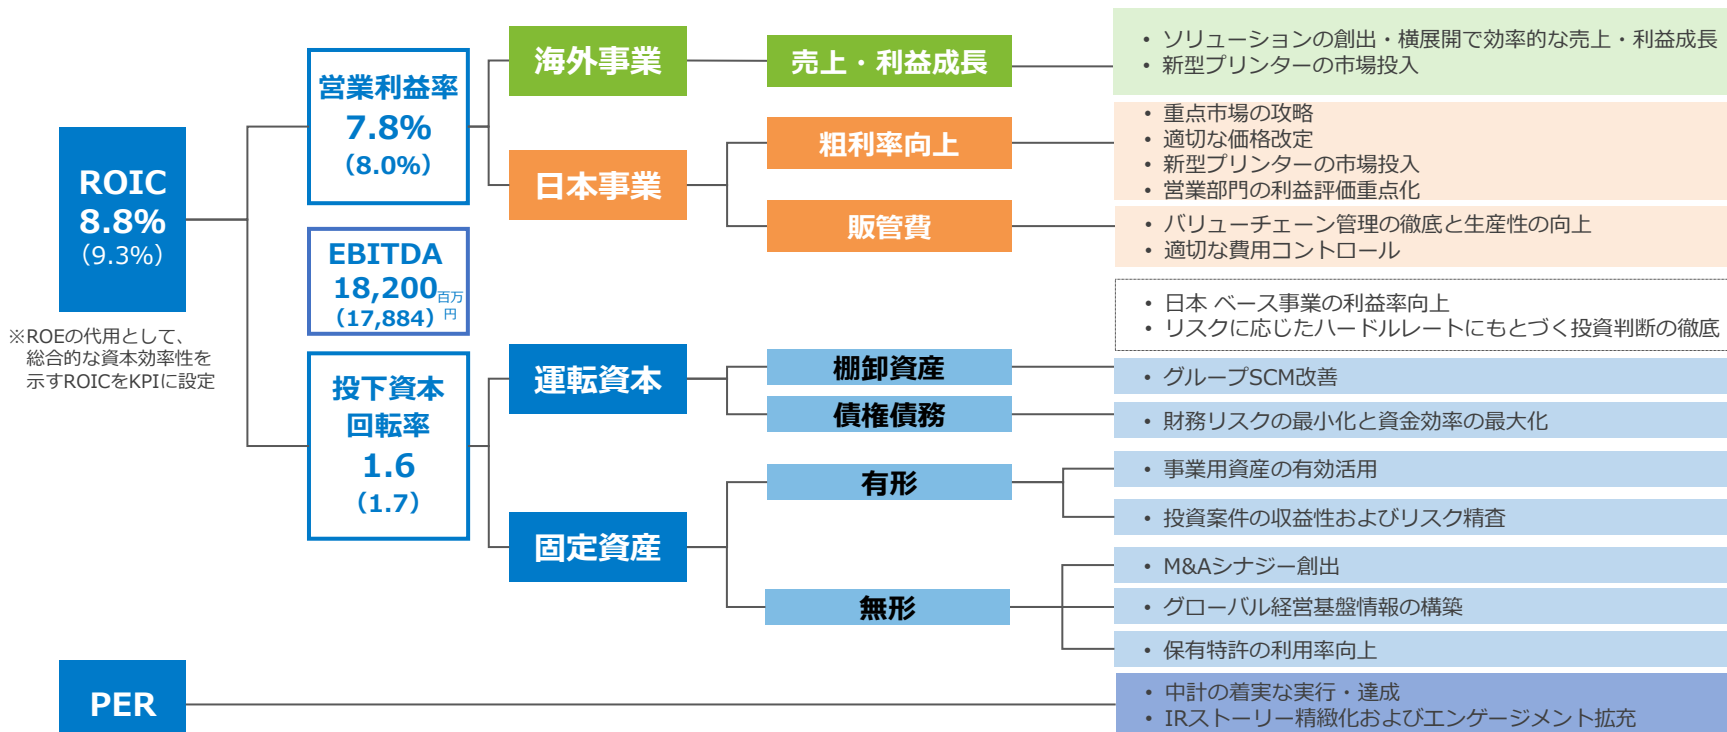 ROIC
8.8%
(9.3%)
※ROEの代用として、
総合的な資本効率性を
示すROICをKPIに設定
営業利益率
7.8%
(8.0%)
EBITDA
18,200百万円
(17,884)
投下資本
回転率
1.6
(1.7)
海外事業
日本事業
運転資本
固定資産
売上・利益成長
粗利率向上
販管費
棚卸資産
債権債務
有形
無形
• ソリューションの創出・横展開で効率的な売上・利益成長
• 新型プリンターの市場投入
• 重点市場の攻略
• 適切な価格改定
• 新型プリンターの市場投入
• 営業部門の利益評価重点化
• バリューチェーン管理の徹底と生産性の向上
• 適切な費用コントロール
• 日本 ベース事業の利益率向上
• リスクに応じたハードルレートにもとづく投資判断の徹底
• グループSCM改善
• 財務リスクの最小化と資金効率の最大化
• 事業用資産の有効活用
• 投資案件の収益性およびリスク精査
• M&Aシナジー創出
• グローバル経営基盤情報の構築
• 保有特許の利用率向上
PER
• 中計の着実な実行・達成
• IRストーリー精緻化およびエンゲージメント拡充